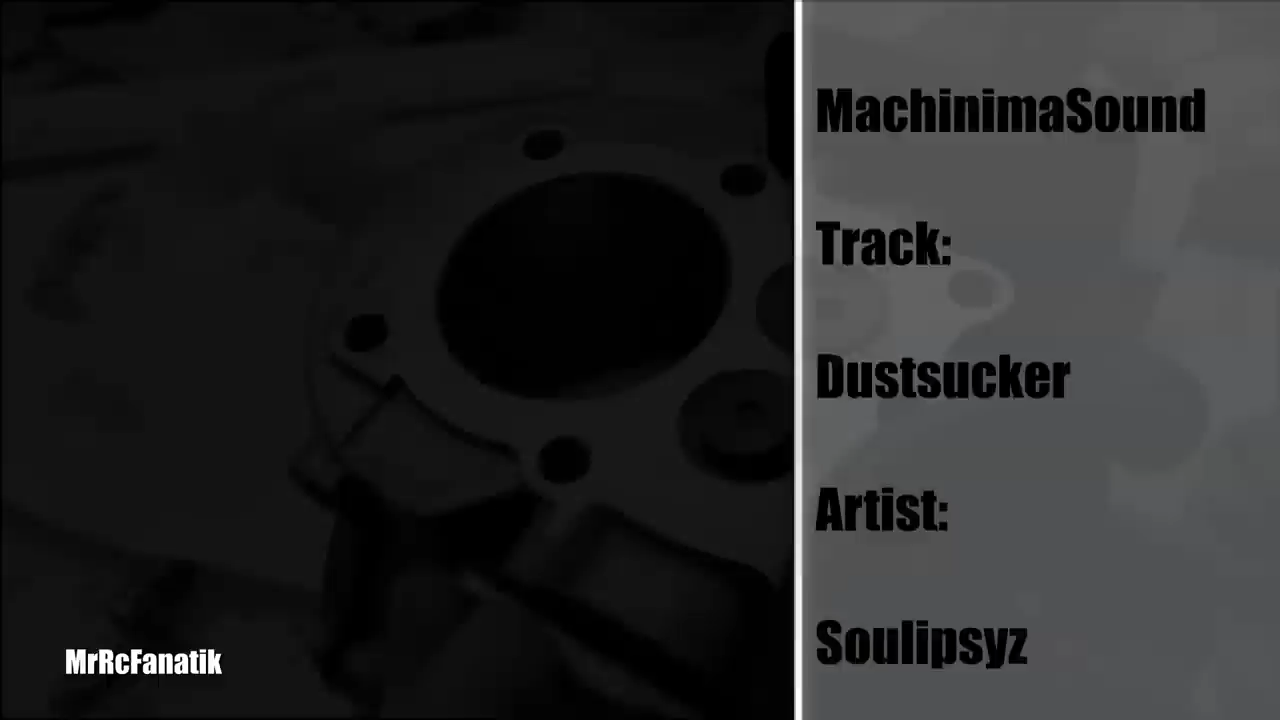 MachinimaSound
Track:
Dustsucker
Artist:
Soulipsyz
MrRcFanatik